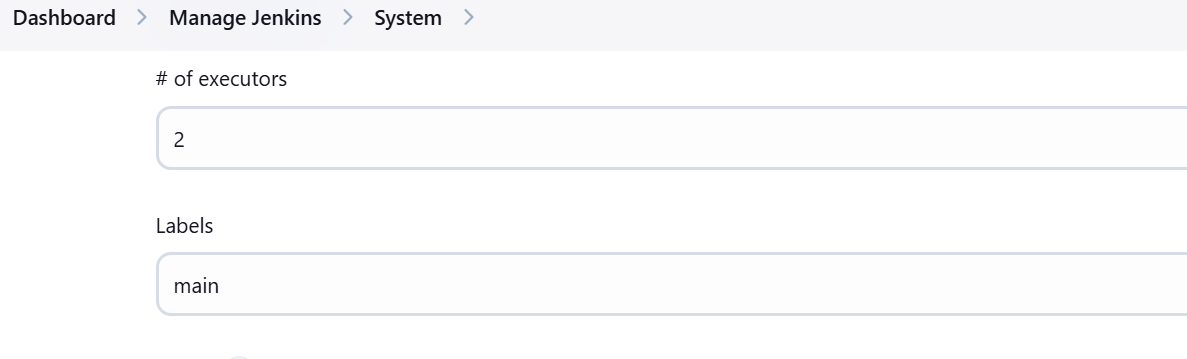 Dashboard > Manage Jenkins > System >
# of executors
2
Labels
main